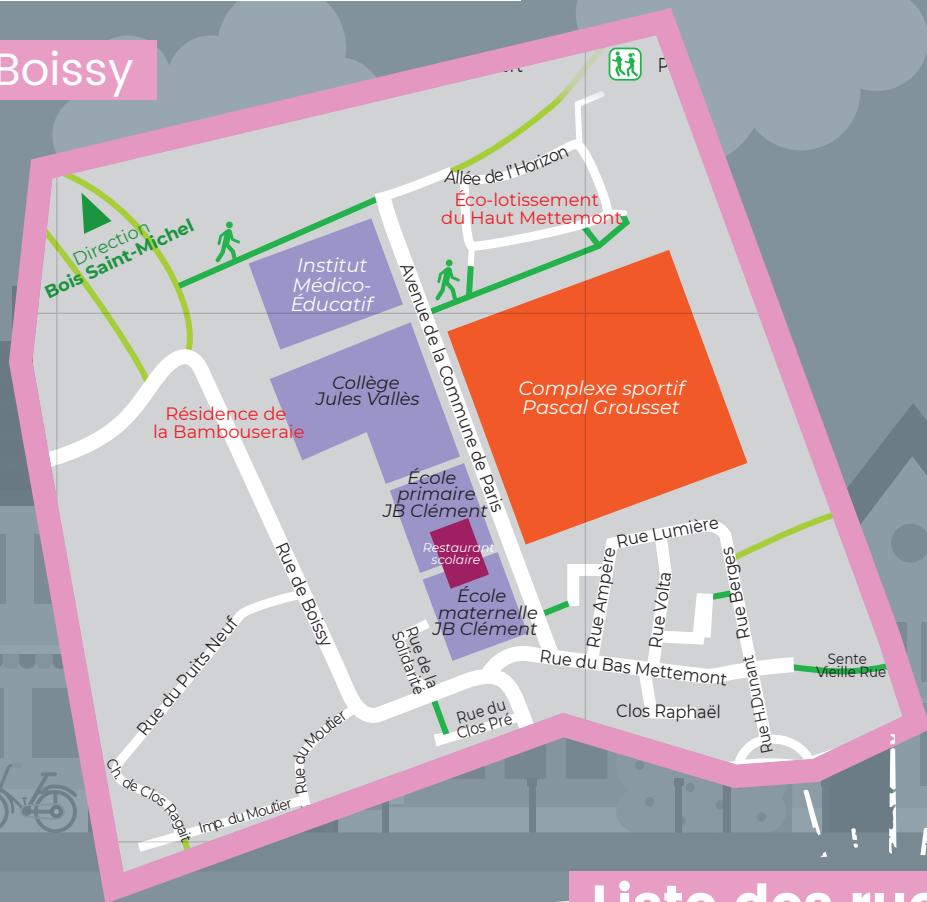 Boissy
Allée de l'Horizon
Éco-lotissement
du Haut Mettemont
Direction
Bois Saint-Michel
Institut
Médico-
Éducatif
Avenue de la Commune de Paris
Collège
Jules Vallès
Complexe sportif
Pascal Grousset
Résidence de
la Bambouseraie
École
primaire
JB Clément
Restaurant
scolaire
École
maternelle
JB Clément
Rue Lumière
Rue Ampère
Rue Volta
Rue Berges
Rue de Boissy
Rue du Puits Neuf
Rue de la
Solidarité
Rue du Bas Mettemont
Sente
Vieille Rue
Rue H.Dunant
Clos Raphaël
Rue du
Clos Pré
Rue du Moutier
Ch. de Clos Ragait
Imp. du Moutier
Liste des rue